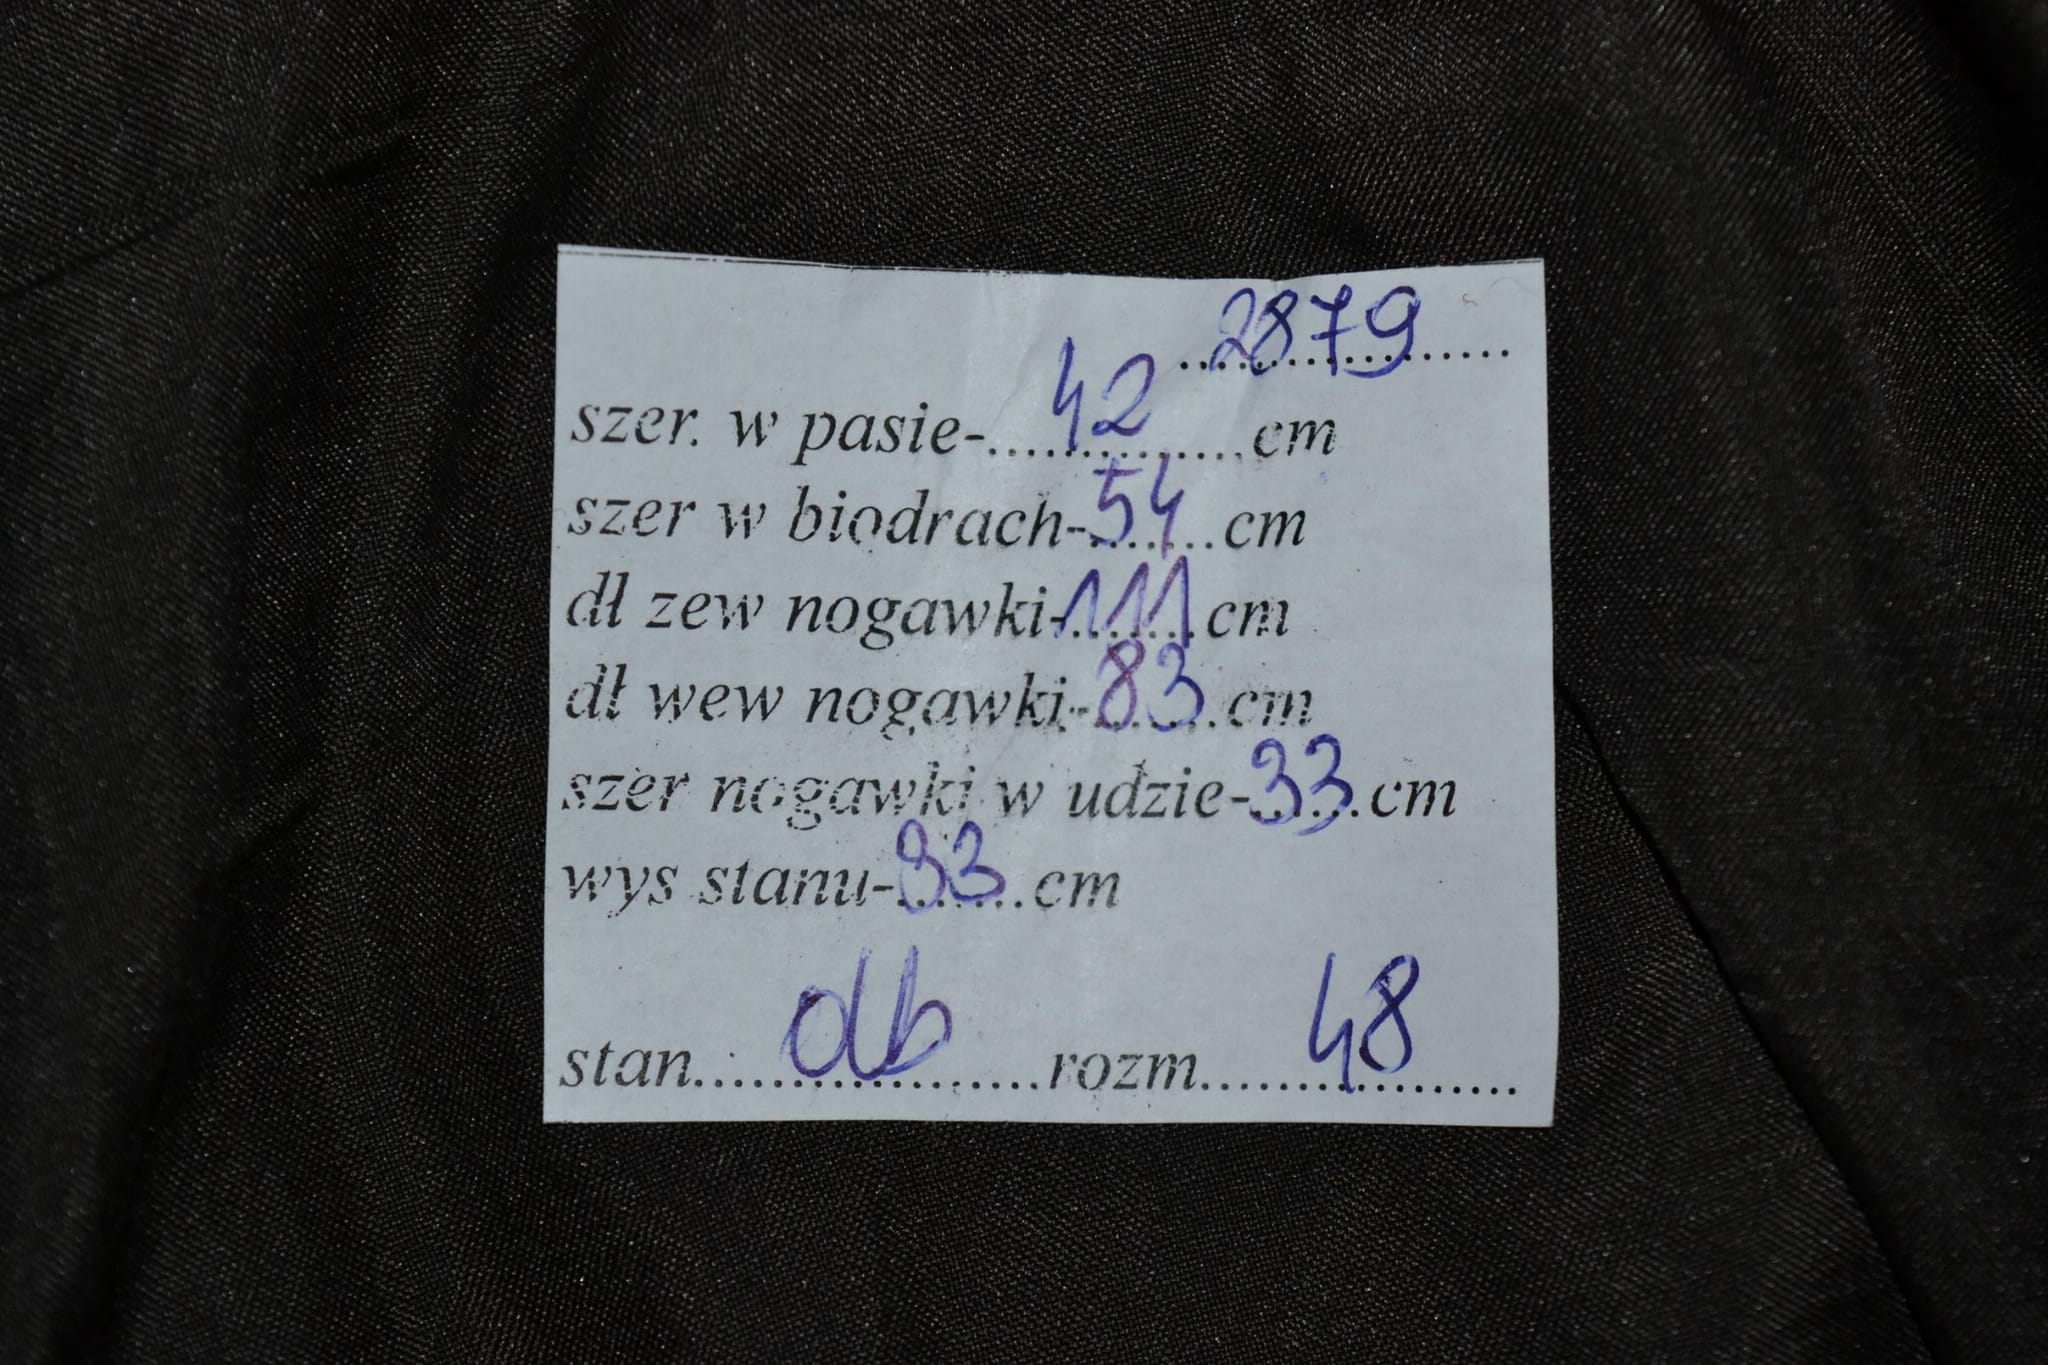 2879
szer. w pasie-42cm
szer w biodrach-54cm
dł zew nogawki-111cm
dł wew nogawki-83cm
szer nogawki w udzie-33cm
wys stanu-33cm
stan db rozm 48